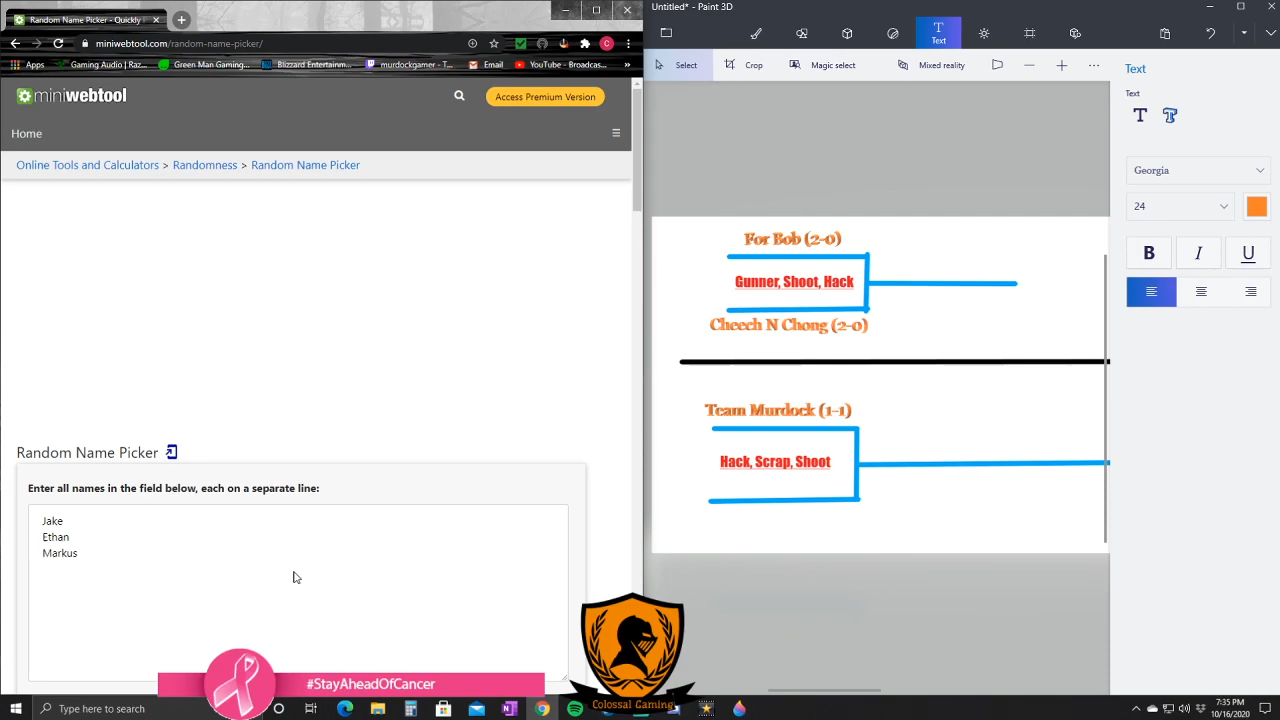 Random Name Picker - Quickly
miniwebtool.com/random-name-picker/
C
Apps
Gaming Audio | Raz...
Green Man Gaming...
Blizzard Entertainm...
murdockgamer - T...
Email
YouTube - Broadcas...
»
miniwebtool
Access Premium Version
Home
Online Tools and Calculators > Randomness > Random Name Picker
Random Name Picker
Enter all names in the field below, each on a separate line:
Jake
Ethan
Markus
#StayAheadOfCancer
Colossal Gaming
Type here to search
Untitled* - Paint 3D
Text
Select
Crop
Magic select
Mixed reality
For Bob (2-0)
Gunner, Shoot, Hack
Cheech N Chong (2-0)
Team Murdock (1-1)
Hack, Scrap, Shoot
Text
Text
T T
Georgia
24
B I U
7:35 PM
10/16/2020